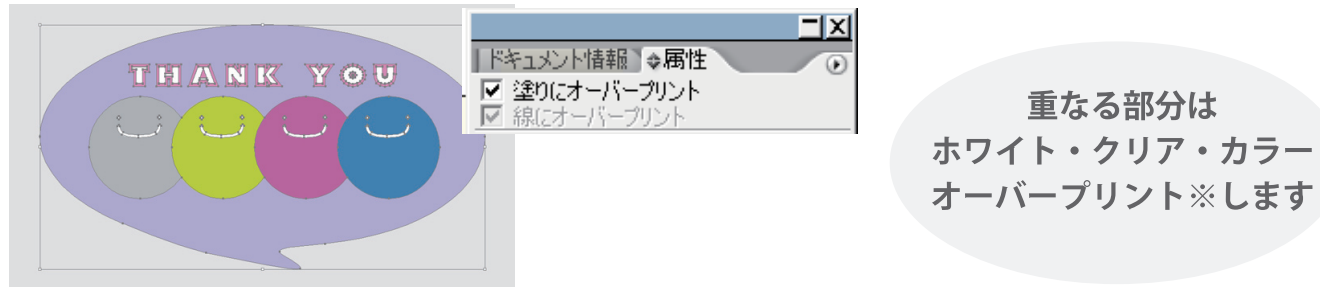 THANK YOU
ドキュメント情報 属性
塗りにオーバープリント
線にオーバープリント
重なる部分は
ホワイト・クリア・カラー
オーバープリント※します